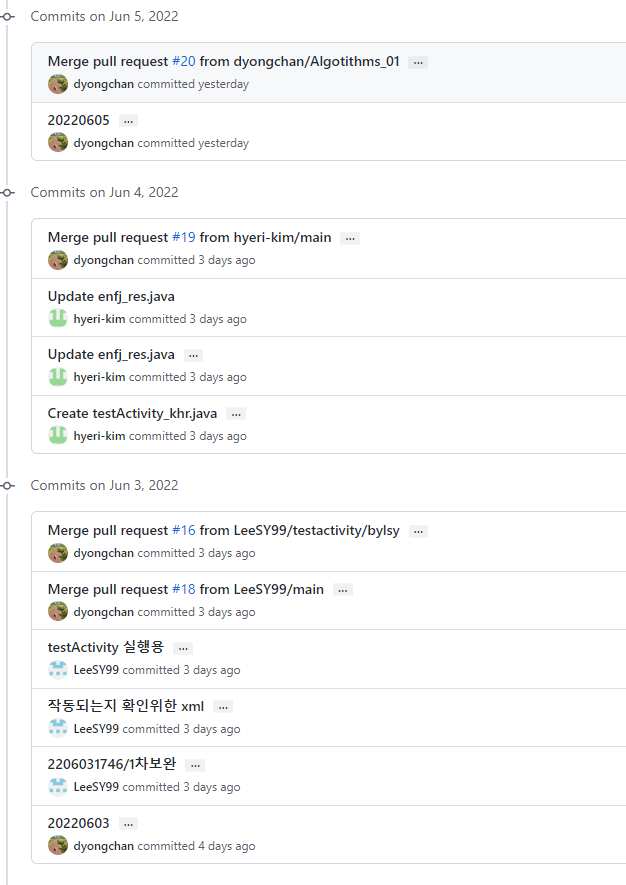 Commits on Jun 5, 2022
Merge pull request #20 from dyongchan/Algotithms_01 ...
dyongchan committed yesterday
20220605 ...
dyongchan committed yesterday
Commits on Jun 4, 2022
Merge pull request #19 from hyeri-kim/main ...
dyongchan committed 3 days ago
Update enfj_res.java
hyeri-kim committed 3 days ago
Update enfj_res.java ...
hyeri-kim committed 3 days ago
Create testActivity_khr.java ...
hyeri-kim committed 3 days ago
Commits on Jun 3, 2022
Merge pull request #16 from LeeSY99/testactivity/bylsy ...
dyongchan committed 3 days ago
Merge pull request #18 from LeeSY99/main ...
dyongchan committed 3 days ago
testActivity 실행용 ...
LeeSY99 committed 3 days ago
작동되는지 확인위한 xml ...
LeeSY99 committed 3 days ago
2206031746/1차보완 ...
LeeSY99 committed 3 days ago
20220603 ...
dyongchan committed 4 days ago